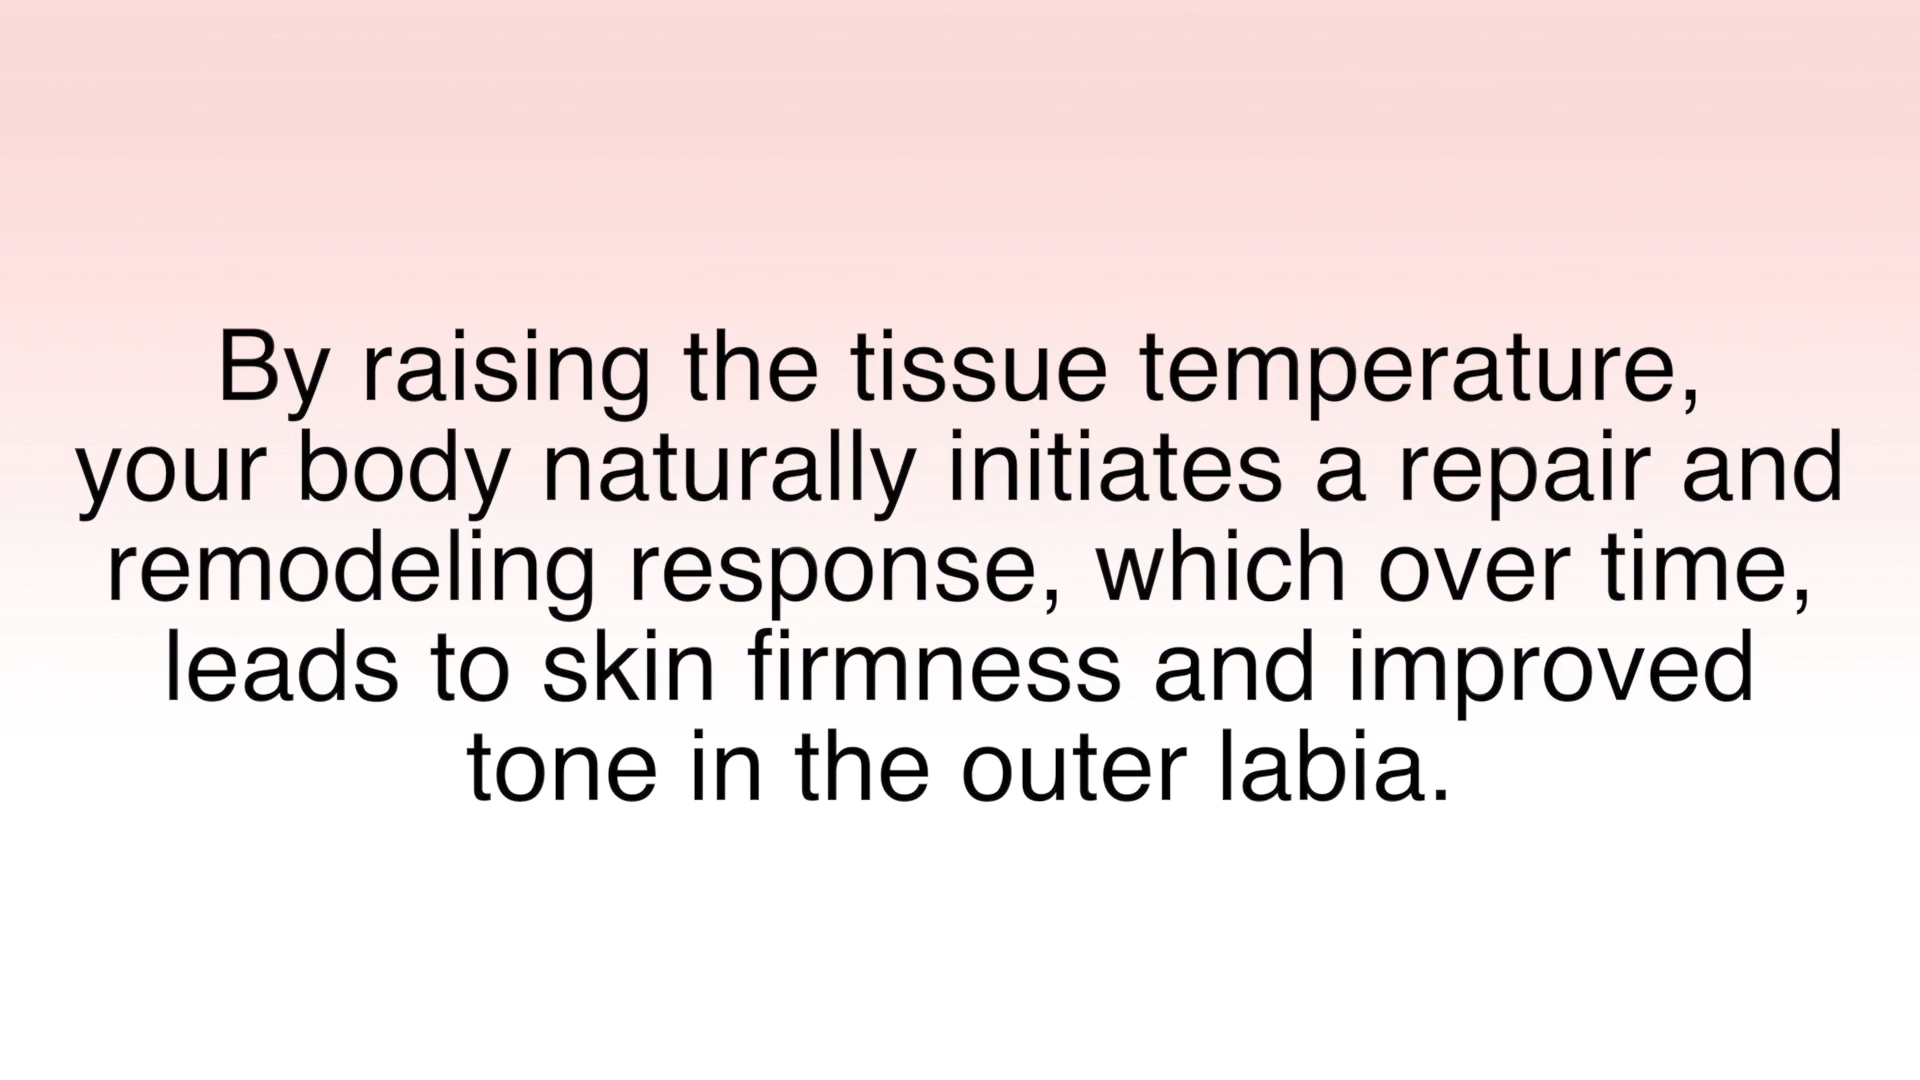 By raising the tissue temperature,
your body naturally initiates a repair and
remodeling response, which over time,
leads to skin firmness and improved
tone in the outer labia.